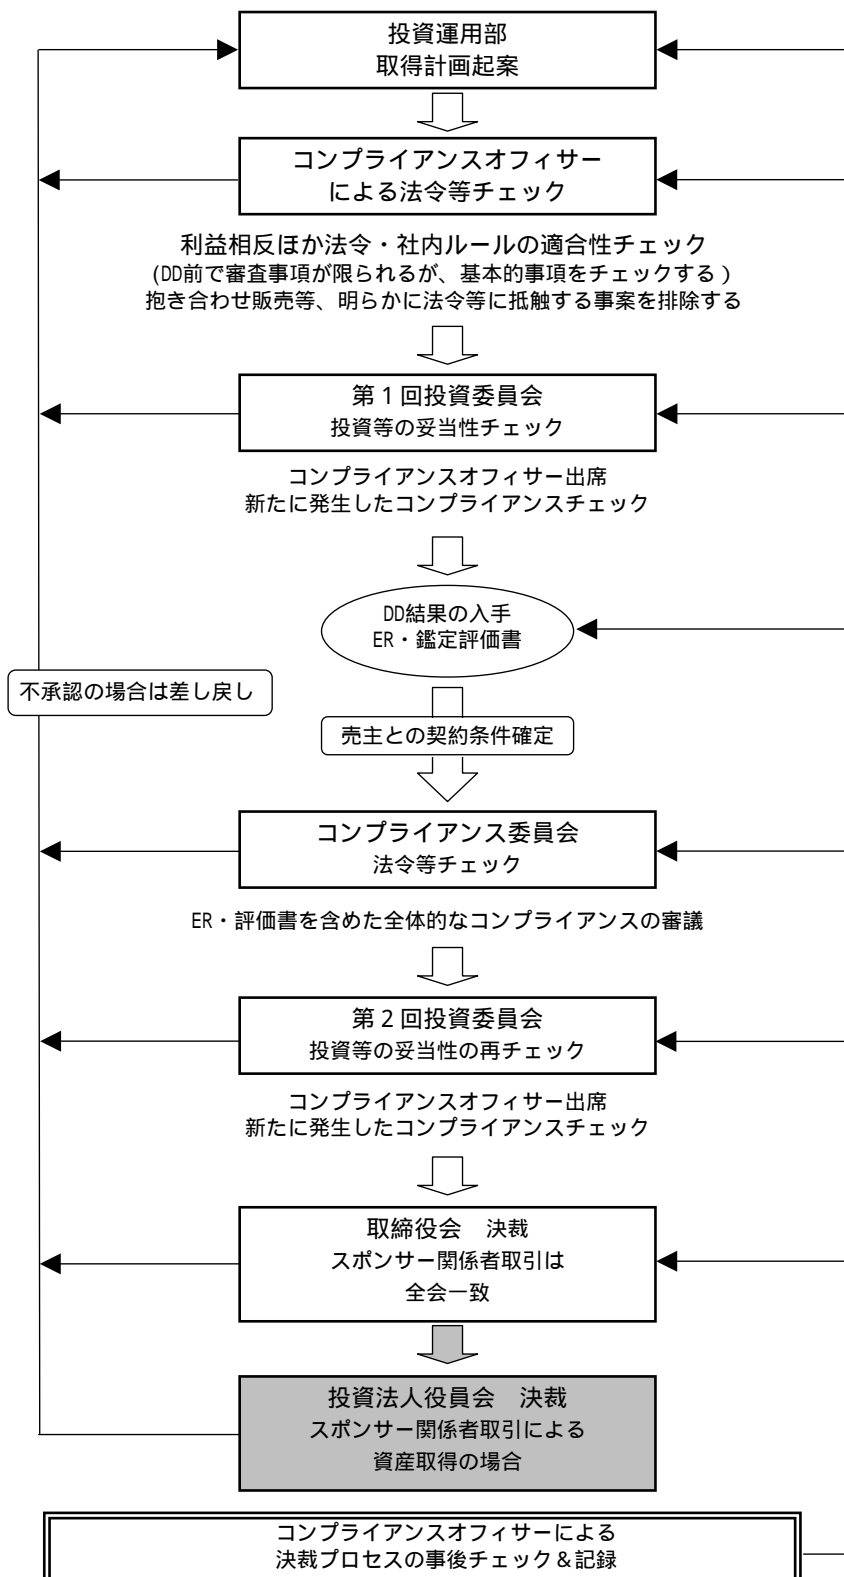 投資運用部
取得計画起案
コンプライアンスオフィサー
による法令等チェック
利益相反ほか法令・社内ルールの適合性チェック
(DD前で審査事項が限られるが、基本的事項をチェックする)
抱き合わせ販売等、明らかに法令等に抵触する事案を排除する
第1回投資委員会
投資等の妥当性チェック
コンプライアンスオフィサー出席
新たに発生したコンプライアンスチェック
DD結果の入手
ER・鑑定評価書
不承認の場合は差し戻し
売主との契約条件確定
コンプライアンス委員会
法令等チェック
ER・評価書を含めた全体的なコンプライアンスの審議
第2回投資委員会
投資等の妥当性の再チェック
コンプライアンスオフィサー出席
新たに発生したコンプライアンスチェック
取締役会 決裁
スポンサー関係者取引は
全会一致
投資法人役員会 決裁
スポンサー関係者取引による
資産取得の場合
コンプライアンスオフィサーによる
決裁プロセスの事後チェック&記録